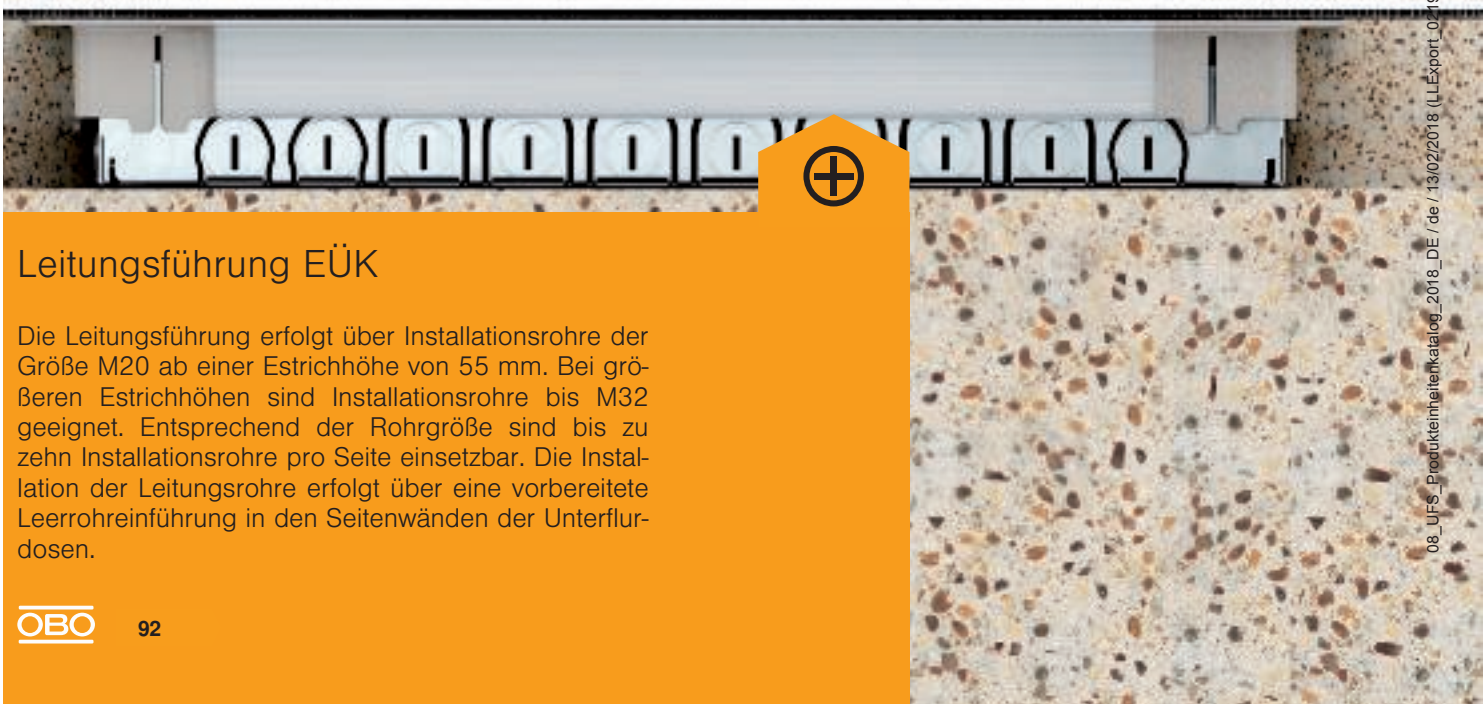 Leitungsführung EÜK
Die Leitungsführung erfolgt über Installationsrohre der
Größe M20 ab einer Estrichhöhe von 55 mm. Bei grö-
ßeren Estrichhöhen sind Installationsrohre bis M32
geeignet. Entsprechend der Rohrgröße sind bis zu
zehn Installationsrohre pro Seite einsetzbar. Die Instal-
lation der Leitungsrohre erfolgt über eine vorbereitete
Leerrohreinführung in den Seitenwänden der Unterflur-
dosen.
OBO 92
08_UFS_Produkteinheitenkatalog_2018_DE / de / 13/02/2018 (LLExport_0219